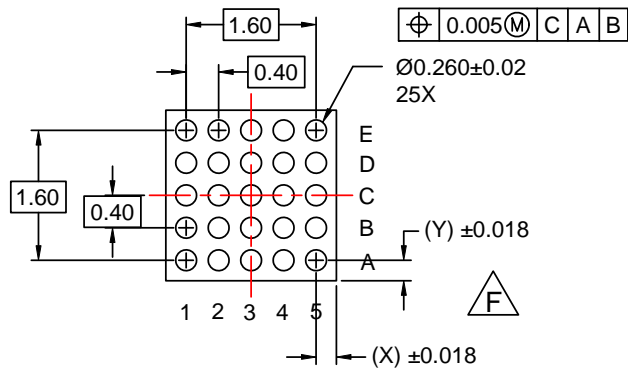 1.60
⌖ 0.005Ⓜ C A B
0.40
Ø0.260±0.02
25X
E
D
1.60
C
0.40
B
(Y) ±0.018
A
F
1 2 3 4 5
(X) ±0.018